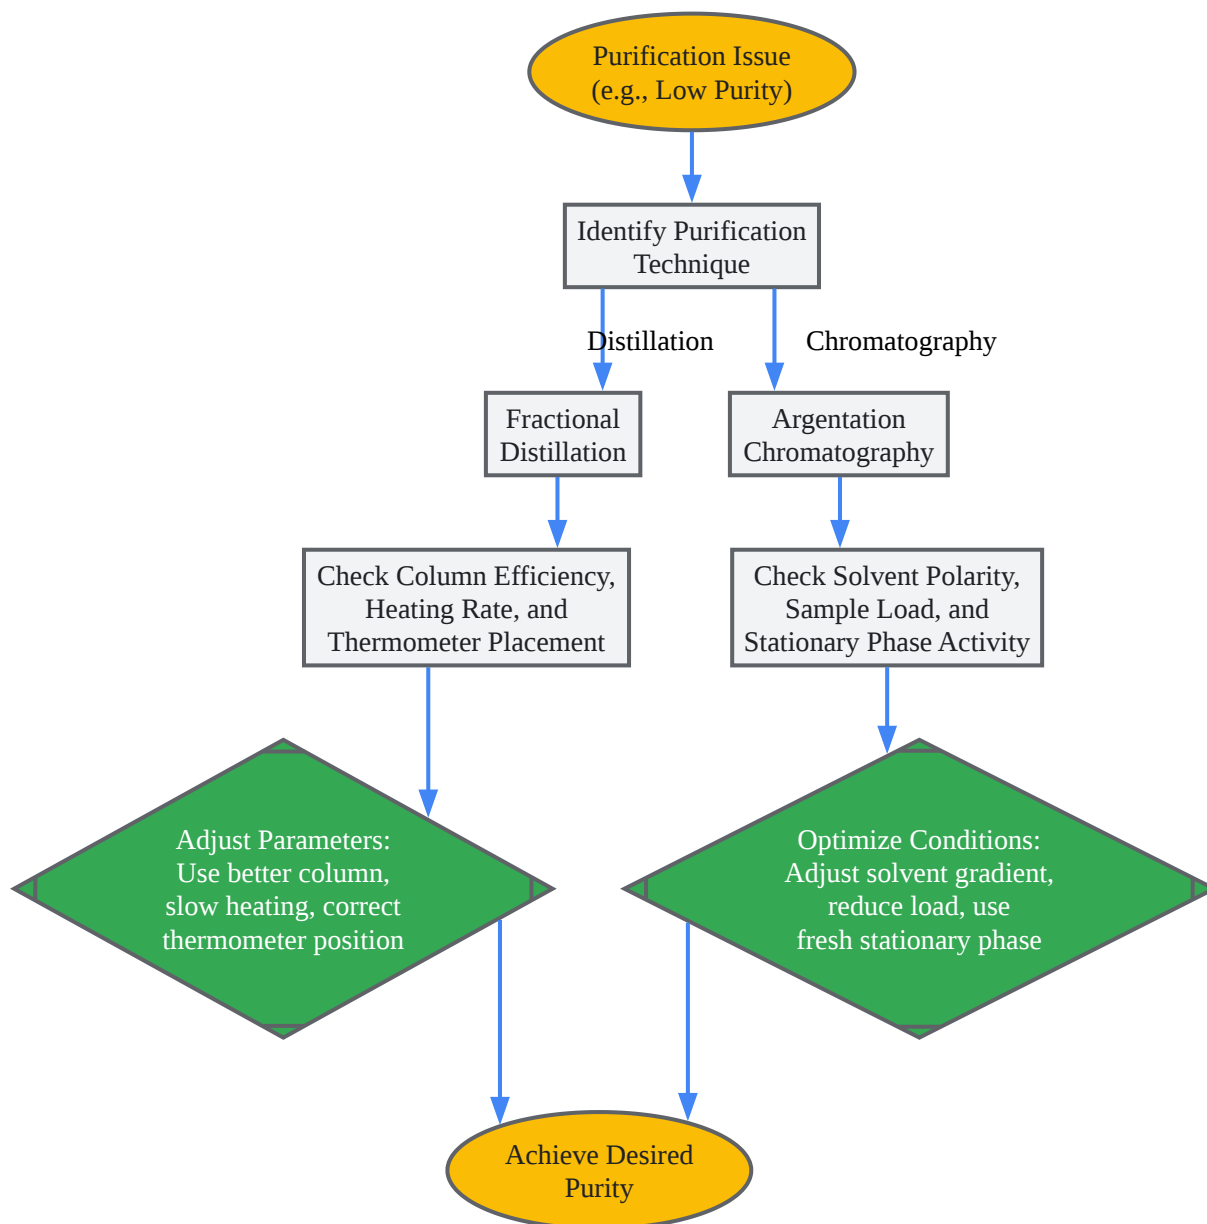 Purification Issue
(e.g., Low Purity)
Identify Purification
Technique
Distillation
Chromatography
Fractional
Distillation
Argentation
Chromatography
Check Column Efficiency,
Heating Rate, and
Thermometer Placement
Check Solvent Polarity,
Sample Load, and
Stationary Phase Activity
Adjust Parameters:
Use better column,
slow heating, correct
thermometer position
Optimize Conditions:
Adjust solvent gradient,
reduce load, use
fresh stationary phase
Achieve Desired
Purity